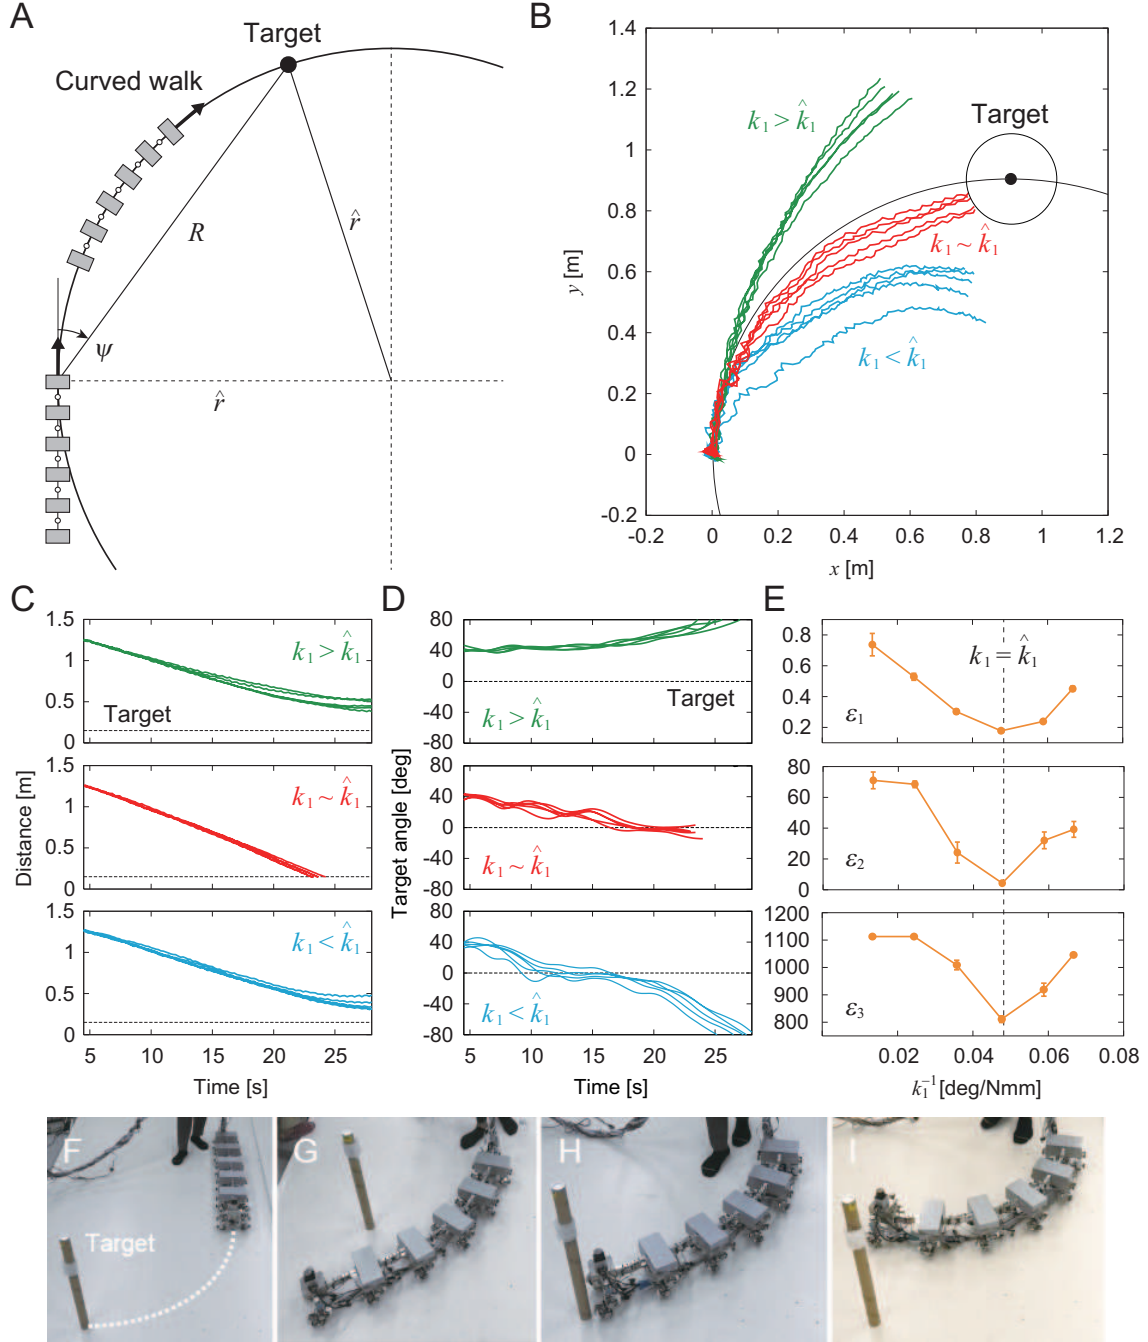 A
Target
Curved walk
R
r̂
ψ
r̂
B
1.4
1.2
1
0.8
0.6
0.4
0.2
0
-0.2
y [m]
k₁ > k̂₁
Target
k₁ ~ k̂₁
k₁ < k̂₁
-0.2 0 0.2 0.4 0.6 0.8 1 1.2
x [m]
C
1.5
1
0.5
0
k₁ > k̂₁
Target
1.5
1
0.5
0
k₁ ~ k̂₁
Distance [m]
1.5
1
0.5
0
k₁ < k̂₁
5 10 15 20 25
Time [s]
D
80
40
0
-40
-80
Target
k₁ > k̂₁
80
40
0
-40
-80
k₁ ~ k̂₁
Target angle [deg]
80
40
0
-40
-80
k₁ < k̂₁
5 10 15 20 25
Time [s]
E
0.8
0.6
0.4
0.2
k₁ = k̂₁
ε₁
80
60
40
20
0
ε₂
1200
1100
1000
900
800
ε₃
0.02 0.04 0.06 0.08
k₁⁻¹ [deg/Nmm]
F
Target
G
H
I